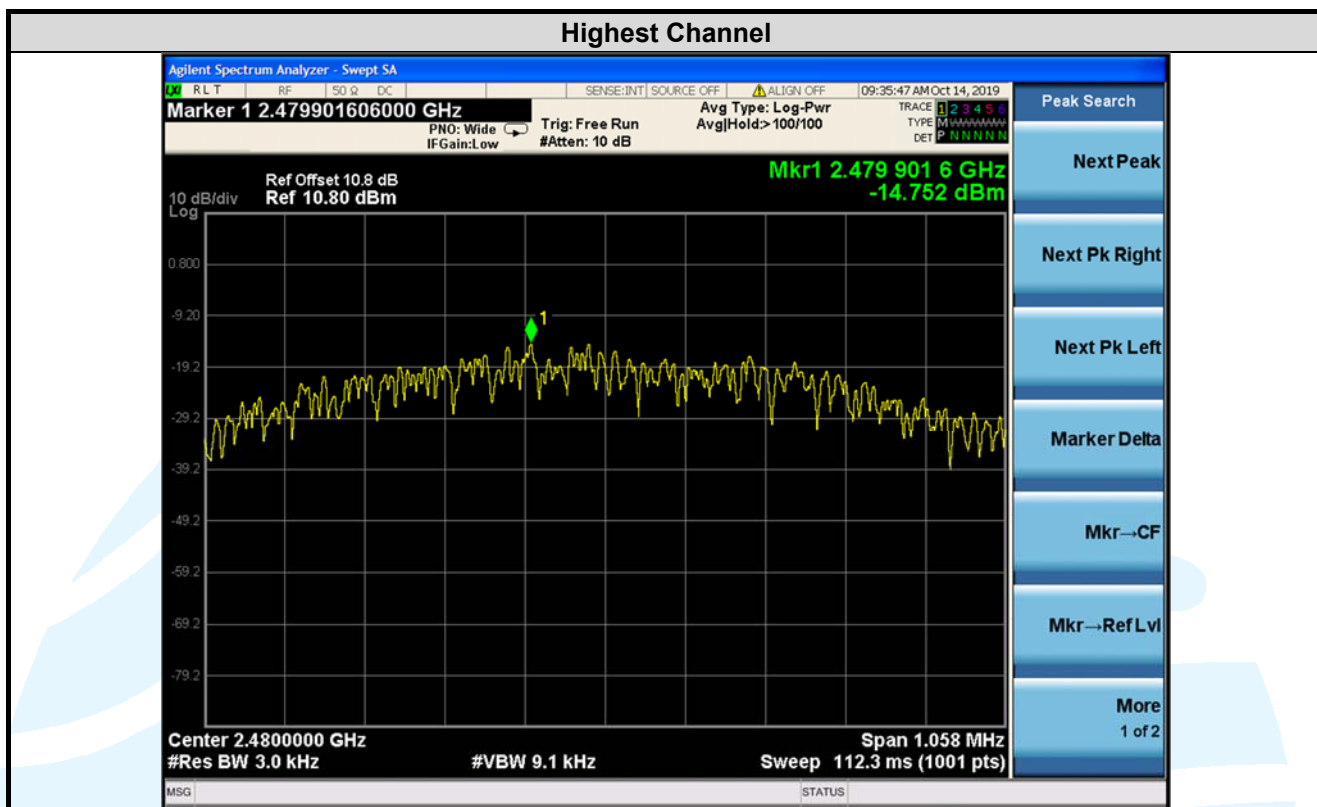 Highest Channel
Agilent Spectrum Analyzer - Swept SA
LXI RLT RF 50 Ω DC SENSE:INT SOURCE OFF ALIGN OFF 09:35:47 AM Oct 14, 2019
Marker 1 2.479901606000 GHz
PNO: Wide
IFGain:Low
Trig: Free Run
#Atten: 10 dB
Avg Type: Log-Pwr
Avg|Hold:>100/100
TRACE 1 2 3 4 5 6
TYPE M WWWWW
DET P N N N N N
Peak Search
Mkr1 2.479 901 6 GHz
-14.752 dBm
Ref Offset 10.8 dB
10 dB/div Ref 10.80 dBm
Log
0.800
-9.20
-19.2
-29.2
-39.2
-49.2
-59.2
-69.2
-79.2
1
Center 2.4800000 GHz Span 1.058 MHz
#Res BW 3.0 kHz #VBW 9.1 kHz Sweep 112.3 ms (1001 pts)
MSG STATUS
Next Peak
Next Pk Right
Next Pk Left
Marker Delta
Mkr→CF
Mkr→Ref Lvl
More
1 of 2